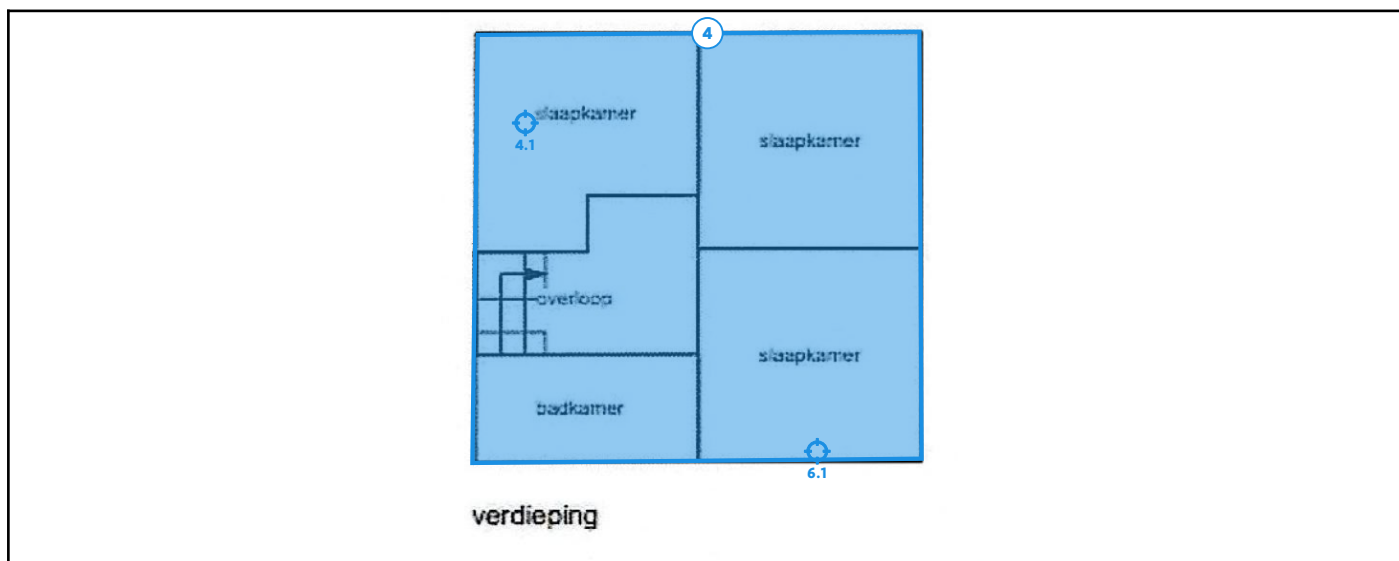 4
slaapkamer
4.1
slaapkamer
overloop
slaapkamer
badkamer
6.1
verdieping